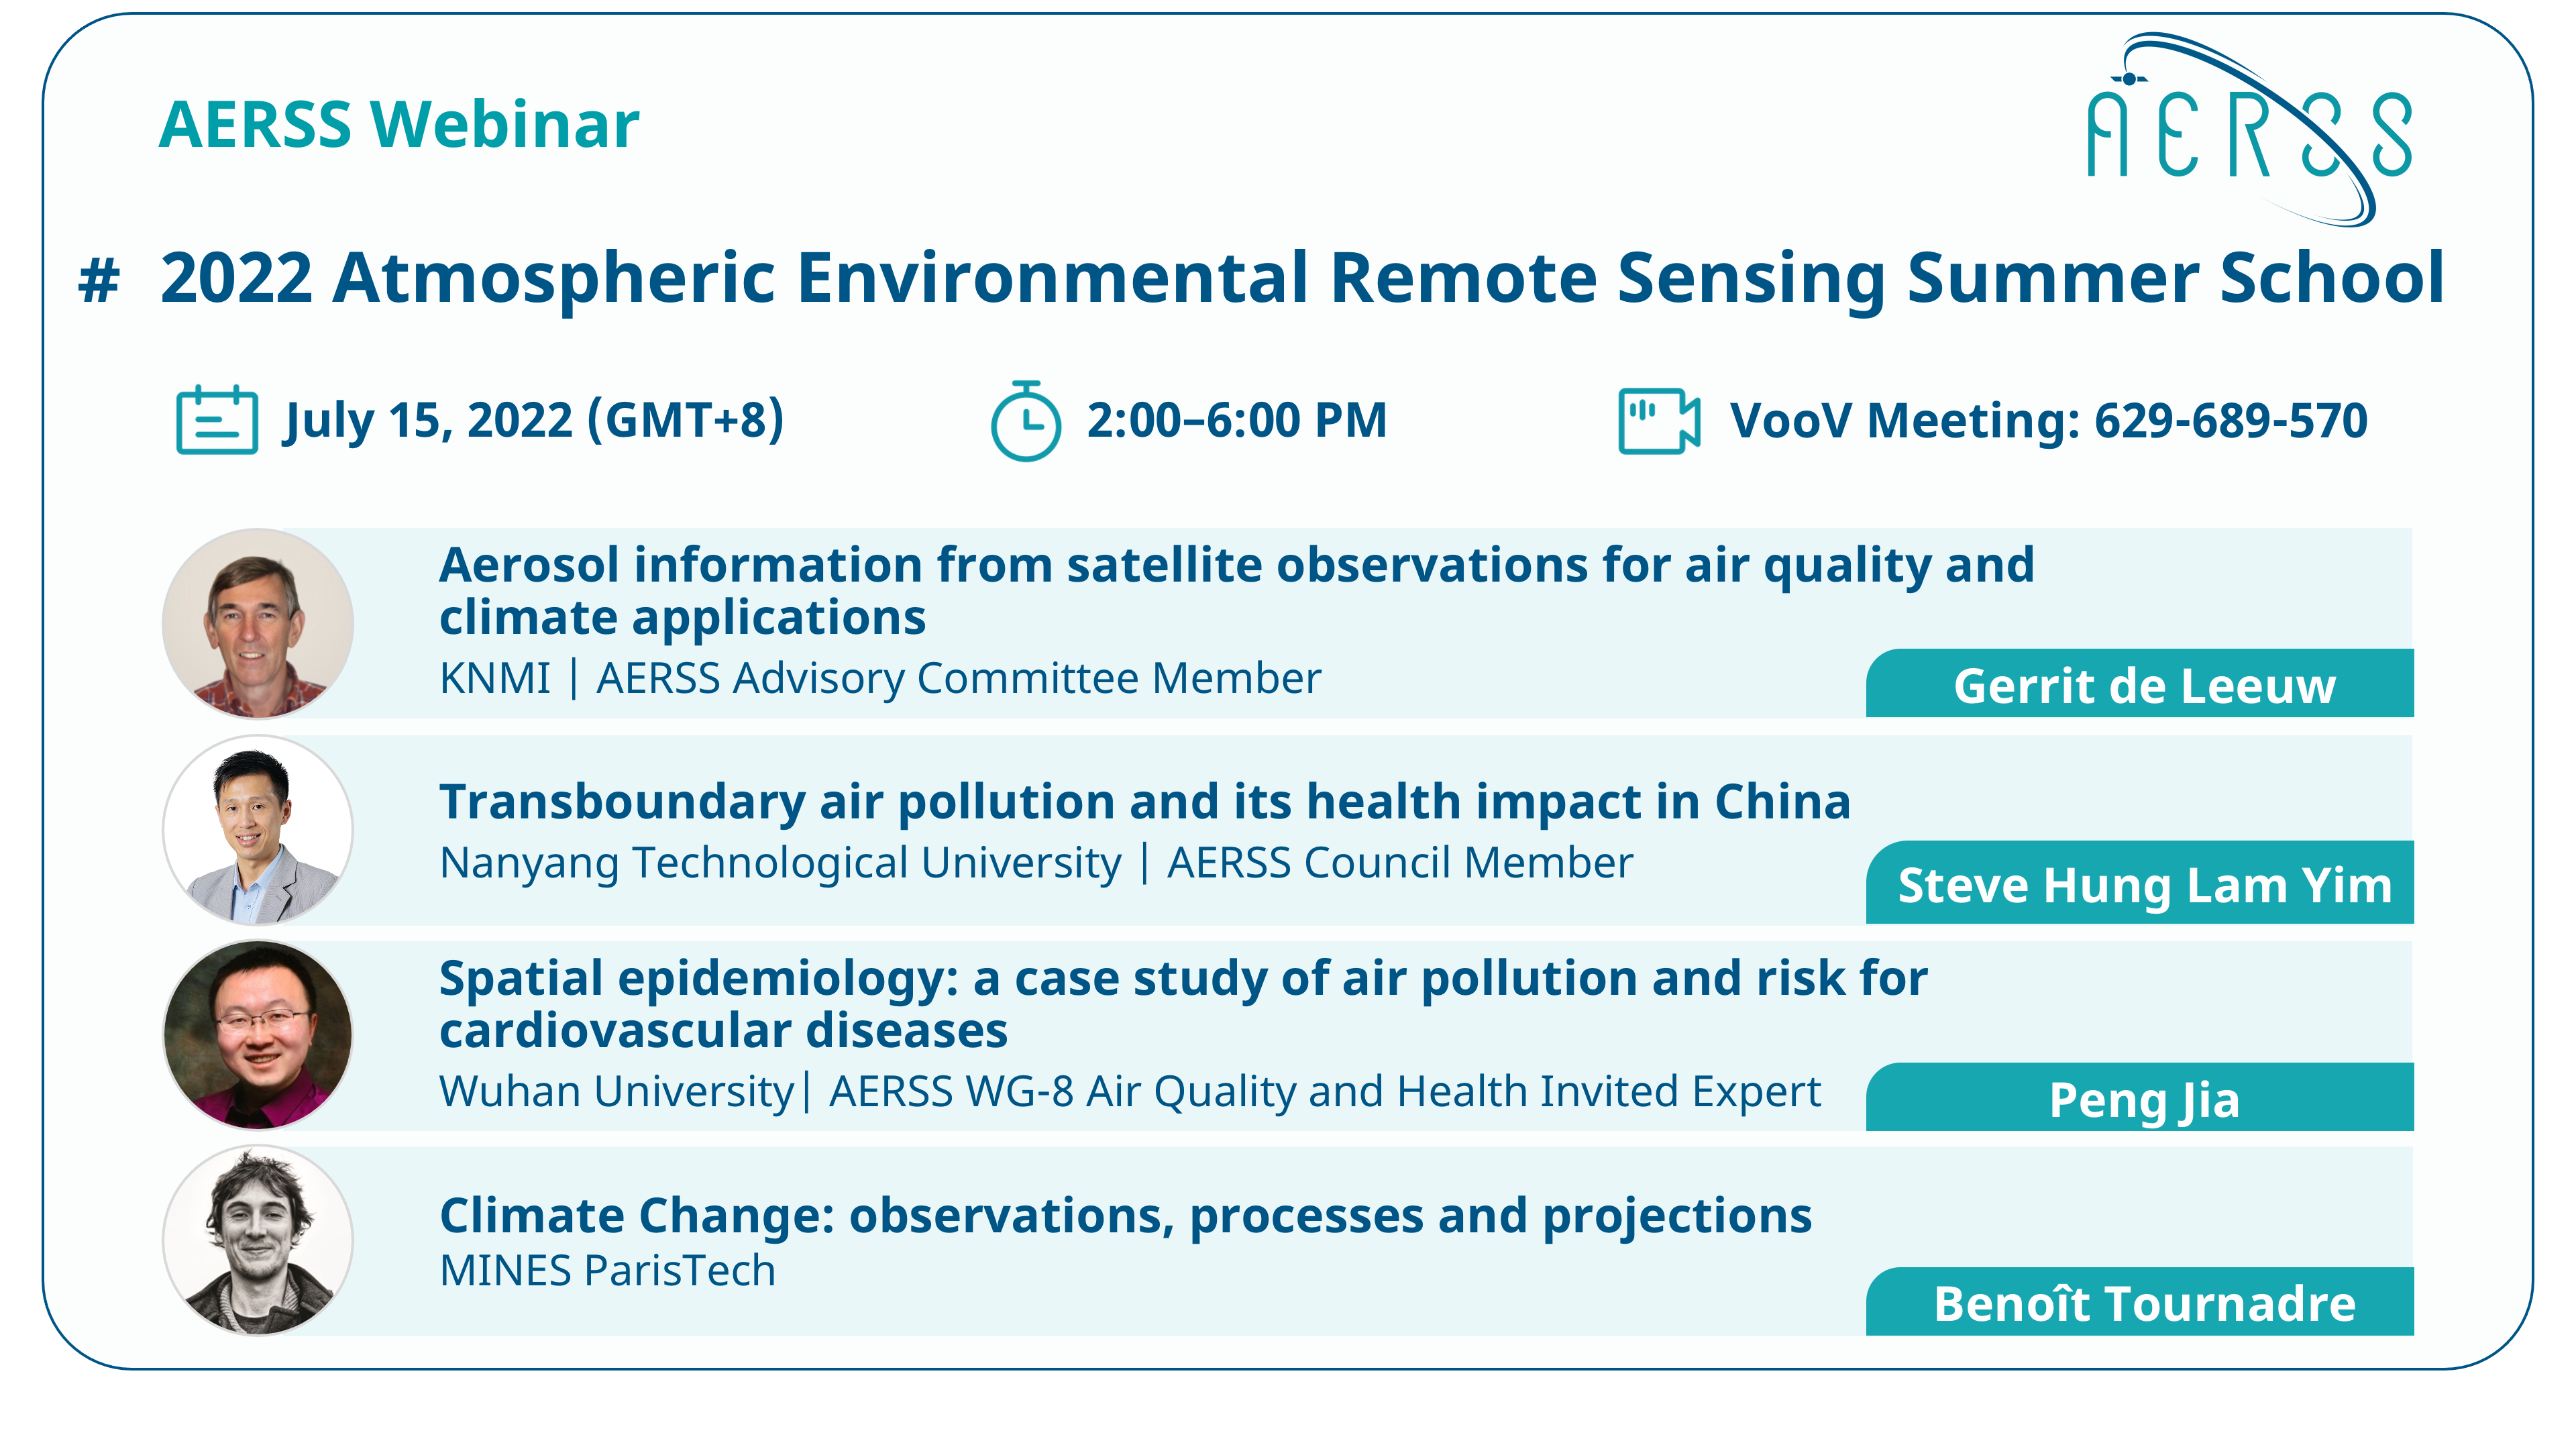 AERSS Webinar
AERSS
# 2022 Atmospheric Environmental Remote Sensing Summer School
July 15, 2022 (GMT+8)
2:00–6:00 PM
VooV Meeting: 629-689-570
Aerosol information from satellite observations for air quality and
climate applications
KNMI | AERSS Advisory Committee Member
Gerrit de Leeuw
Transboundary air pollution and its health impact in China
Nanyang Technological University | AERSS Council Member
Steve Hung Lam Yim
Spatial epidemiology: a case study of air pollution and risk for
cardiovascular diseases
Wuhan University| AERSS WG-8 Air Quality and Health Invited Expert
Peng Jia
Climate Change: observations, processes and projections
MINES ParisTech
Benoît Tournadre